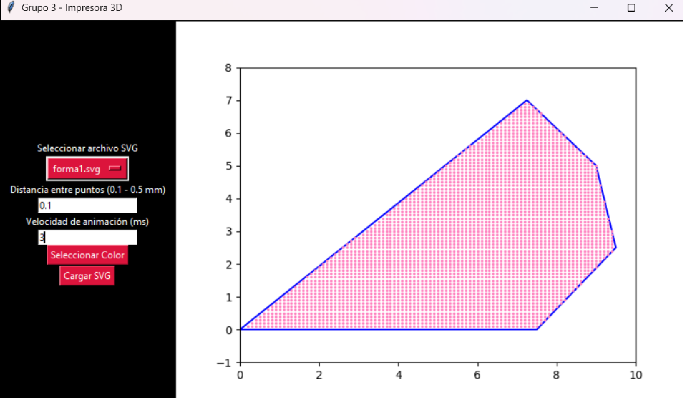 Grupo 3 - Impresora 3D
Seleccionar archivo SVG
forma1.svg
Distancia entre puntos (0.1 - 0.5 mm)
0.1
Velocidad de animación (ms)
3
Seleccionar Color
Cargar SVG
8
7
6
5
4
3
2
1
0
−1
0 2 4 6 8 10